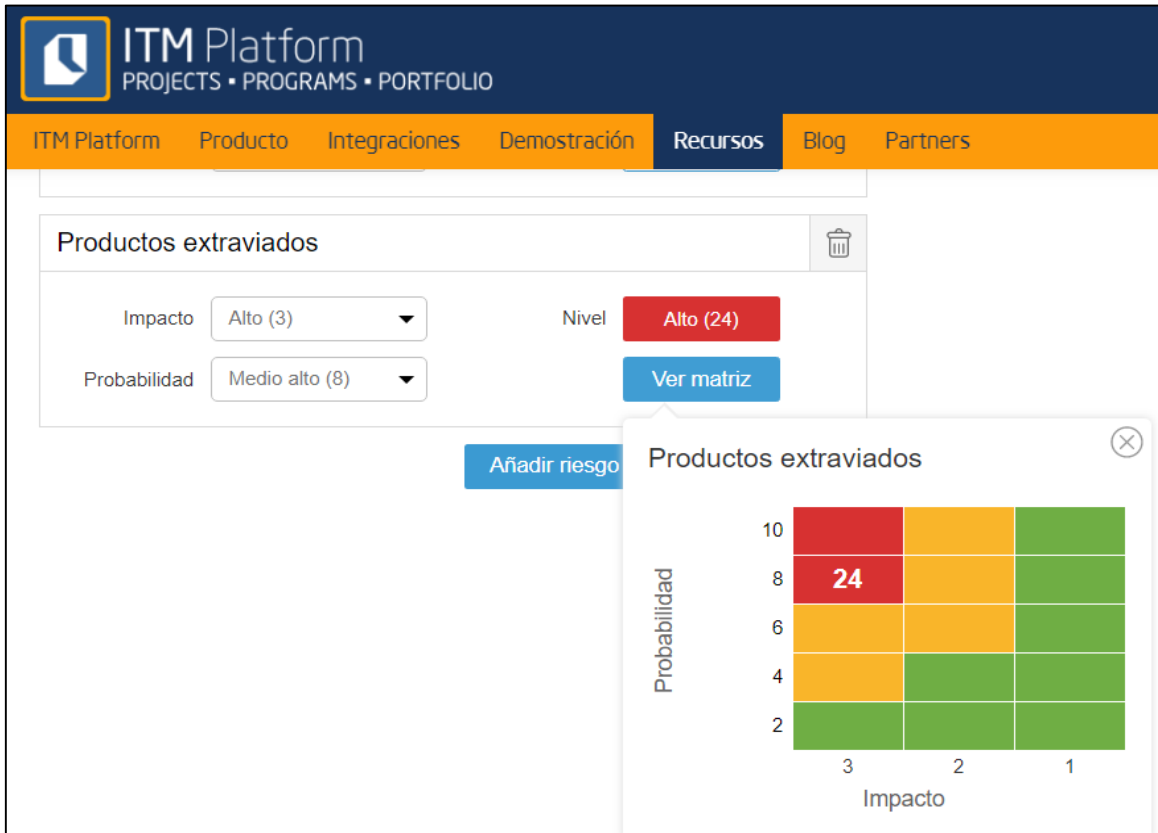 ITM Platform
PROJECTS ▪ PROGRAMS ▪ PORTFOLIO
ITM Platform Producto Integraciones Demostración Recursos Blog Partners
Productos extraviados
Impacto Alto (3) Nivel Alto (24)
Probabilidad Medio alto (8) Ver matriz
Añadir riesgo
Productos extraviados
Probabilidad
10
8 24
6
4
2
3 2 1
Impacto